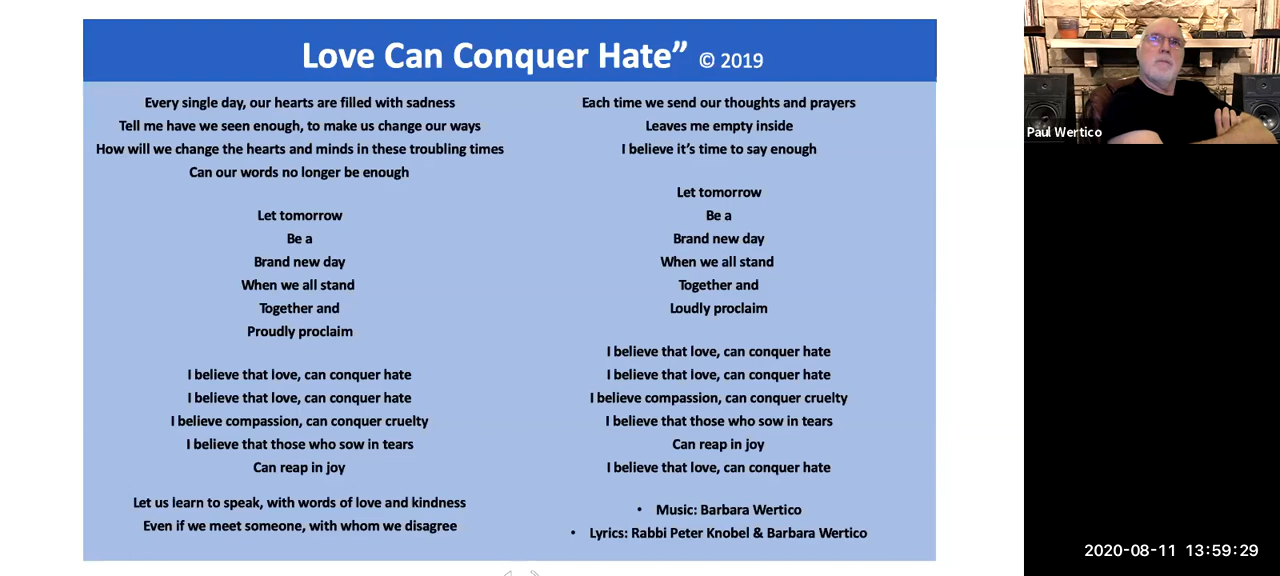 Love Can Conquer Hate” © 2019
Every single day, our hearts are filled with sadness
Tell me have we seen enough, to make us change our ways
How will we change the hearts and minds in these troubling times
Can our words no longer be enough
Let tomorrow
Be a
Brand new day
When we all stand
Together and
Proudly proclaim
I believe that love, can conquer hate
I believe that love, can conquer hate
I believe compassion, can conquer cruelty
I believe that those who sow in tears
Can reap in joy
Let us learn to speak, with words of love and kindness
Even if we meet someone, with whom we disagree
Each time we send our thoughts and prayers
Leaves me empty inside
I believe it’s time to say enough
Let tomorrow
Be a
Brand new day
When we all stand
Together and
Loudly proclaim
I believe that love, can conquer hate
I believe that love, can conquer hate
I believe compassion, can conquer cruelty
I believe that those who sow in tears
Can reap in joy
I believe that love, can conquer hate
• Music: Barbara Wertico
• Lyrics: Rabbi Peter Knobel & Barbara Wertico
Paul Wertico
2020-08-11 13:59:29